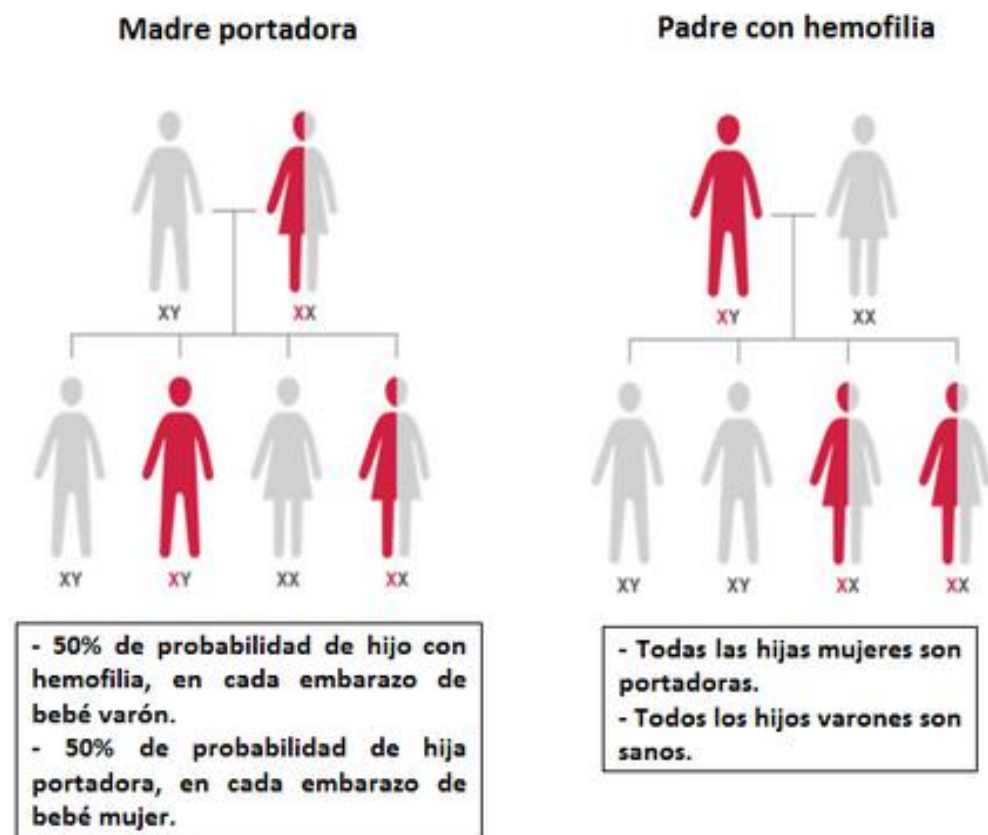 Madre portadora
XY
XX
XY
XY
XX
XX
- 50% de probabilidad de hijo con
hemofilia, en cada embarazo de
bebé varón.
- 50% de probabilidad de hija
portadora, en cada embarazo de
bebé mujer.
Padre con hemofilia
XY
XX
XY
XY
XX
XX
- Todas las hijas mujeres son
portadoras.
- Todos los hijos varones son
sanos.